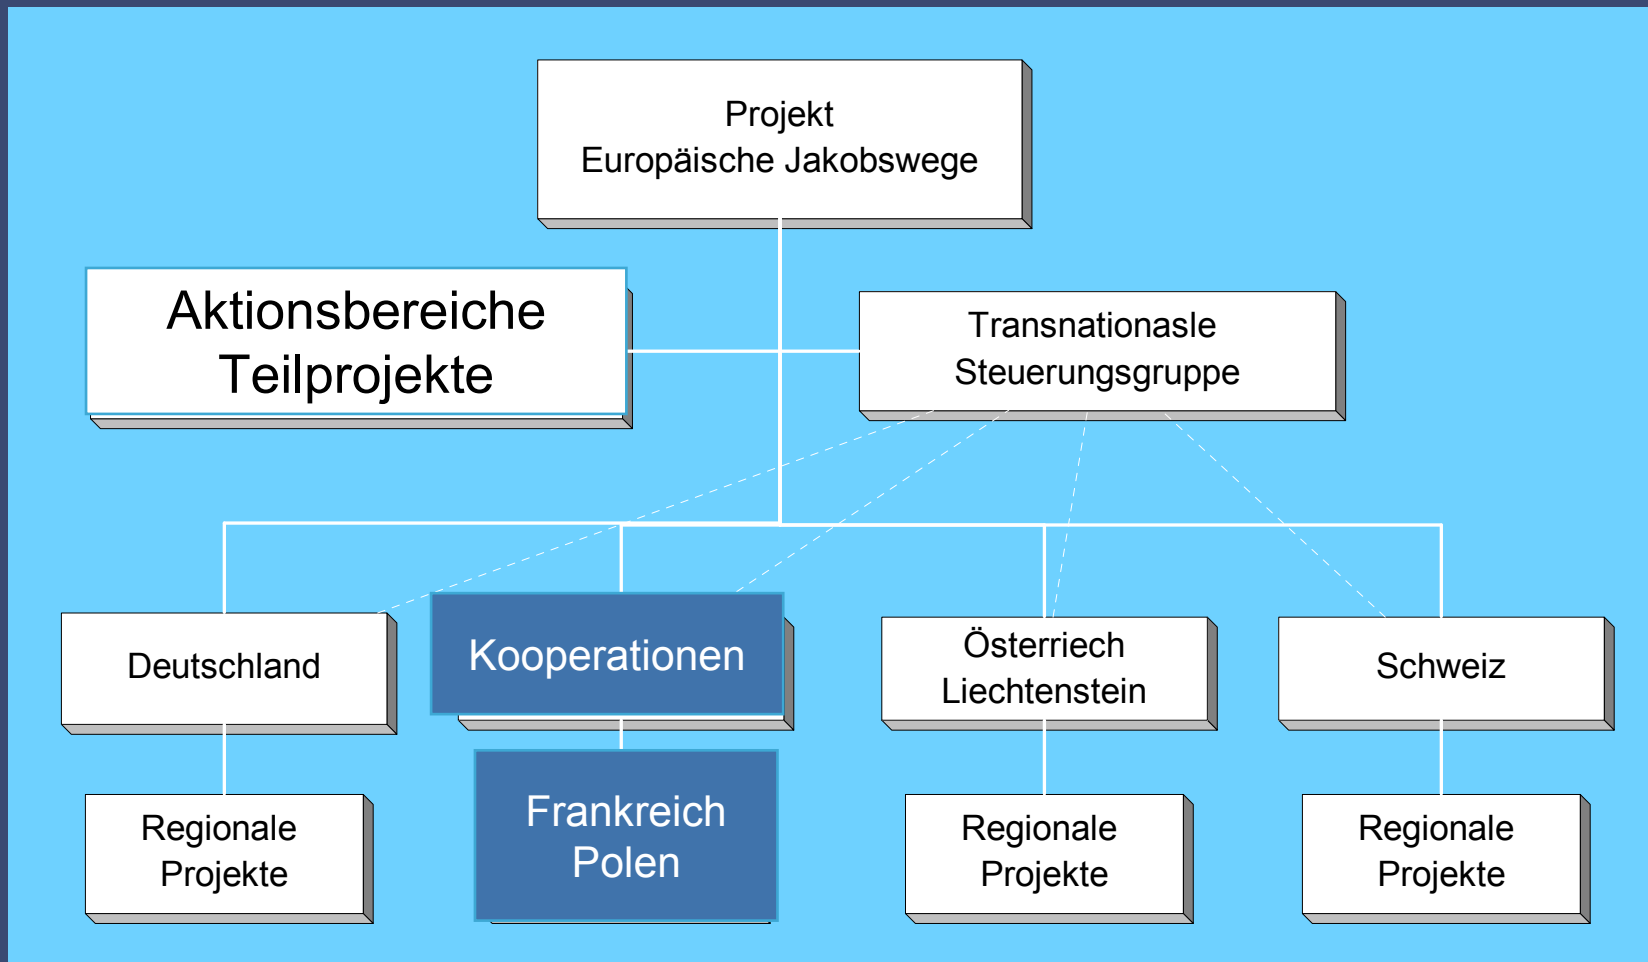 Projekt
Europäische Jakobswege
Aktionsbereiche
Teilprojekte
Transnationasle
Steuerungsgruppe
Deutschland
Kooperationen
Österriech
Liechtenstein
Schweiz
Regionale
Projekte
Frankreich
Polen
Regionale
Projekte
Regionale
Projekte